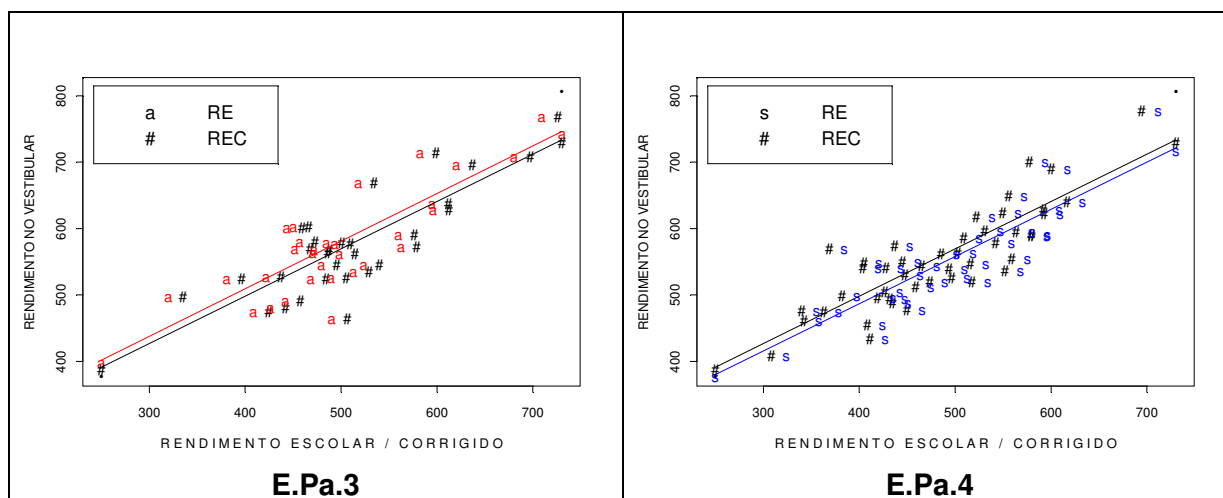 a RE
# REC
RENDIMENTO NO VESTIBULAR
800
700
600
500
400
300 400 500 600 700
RENDIMENTO ESCOLAR / CORRIGIDO
E.Pa.3
s RE
# REC
RENDIMENTO NO VESTIBULAR
800
700
600
500
400
300 400 500 600 700
RENDIMENTO ESCOLAR / CORRIGIDO
E.Pa.4